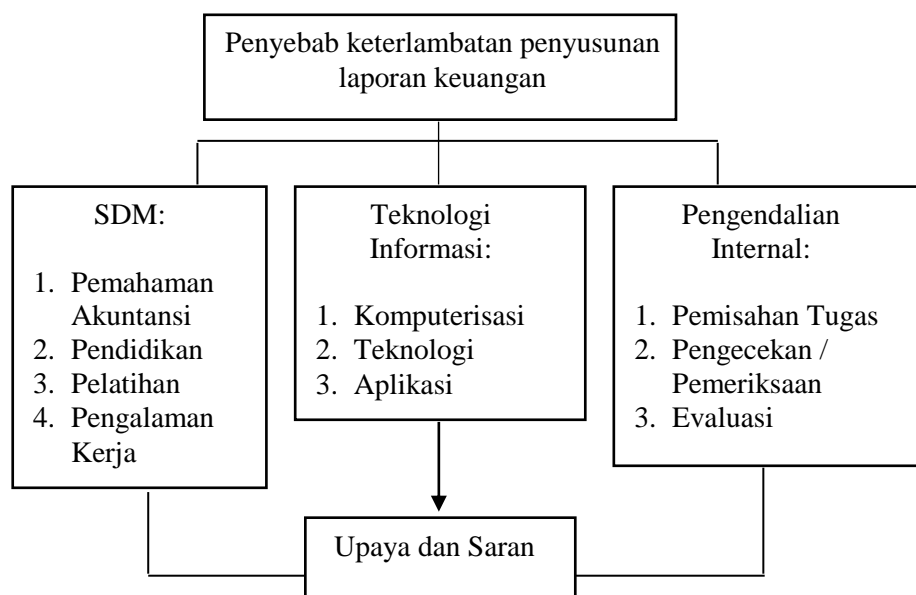 Penyebab keterlambatan penyusunan
laporan keuangan
SDM:
1. Pemahaman
Akuntansi
2. Pendidikan
3. Pelatihan
4. Pengalaman
Kerja
Teknologi
Informasi:
1. Komputerisasi
2. Teknologi
3. Aplikasi
Pengendalian
Internal:
1. Pemisahan Tugas
2. Pengecekan /
Pemeriksaan
3. Evaluasi
Upaya dan Saran